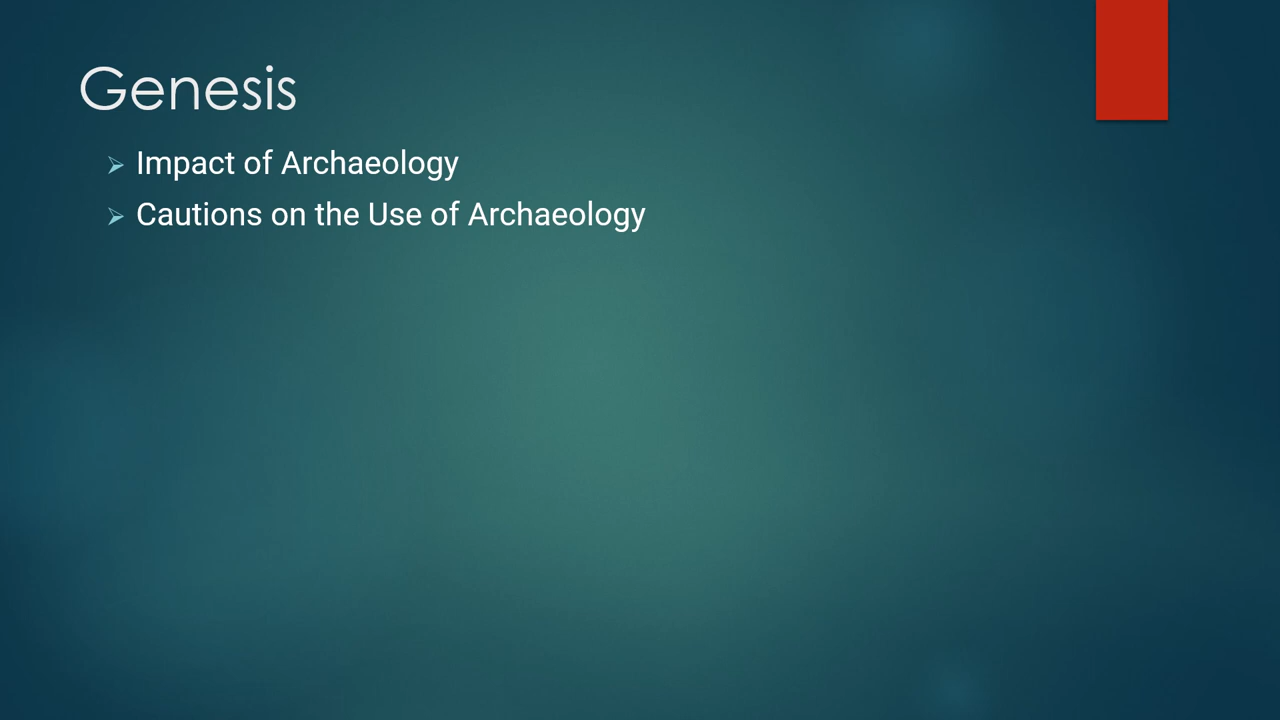 Genesis
Impact of Archaeology
Cautions on the Use of Archaeology